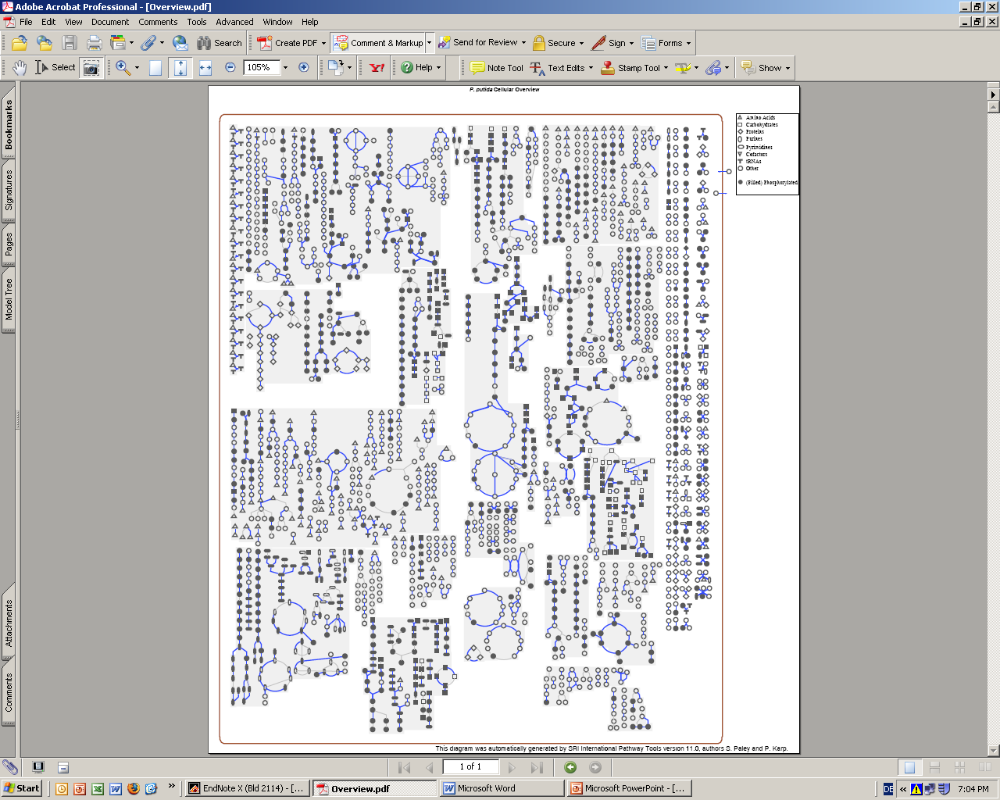 Adobe Acrobat Professional - [Overview.pdf]
File Edit View Document Comments Tools Advanced Window Help
Search Create PDF Comment & Markup Send for Review Secure Sign Forms
Select 105% Y! Help Note Tool Text Edits Stamp Tool Show
Bookmarks
Signatures
Pages
Model Tree
Attachments
Comments
P. putida Cellular Overview
Amino Acids
Carbohydrates
Proteins
Purines
Pyrimidines
Cofactors
tRNAs
Other
(Filled) Phosphorylated
This diagram was automatically generated by SRI International Pathway Tools version 11.0, authors S. Paley and P. Karp.
1 of 1
Start » EndNote X (Bld 2114) - [... Overview.pdf Microsoft Word Microsoft PowerPoint - [... DE « 7:04 PM